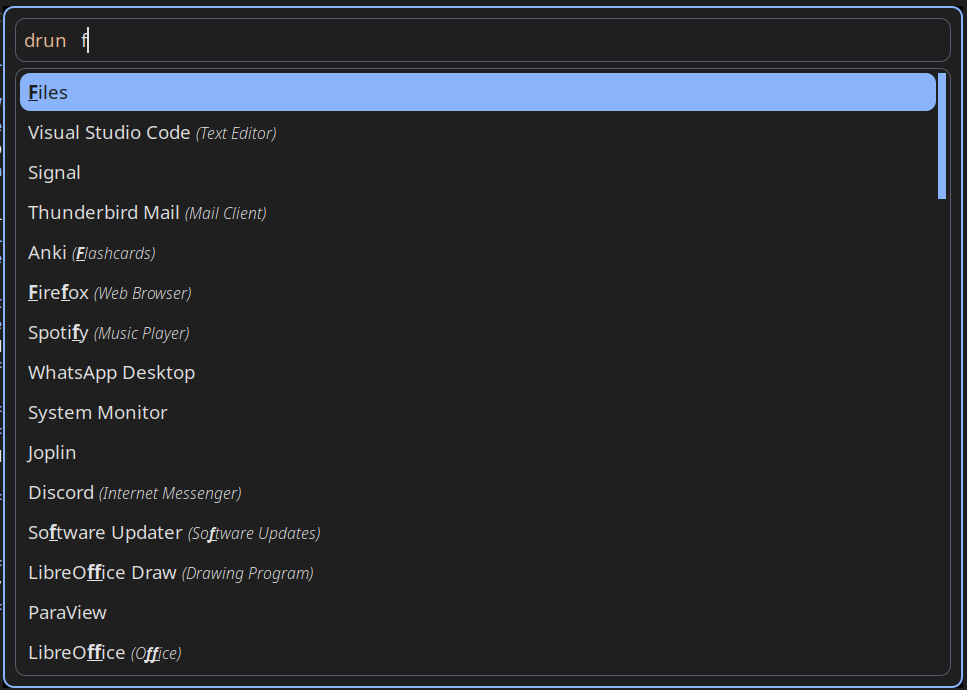 drun f
Files
Visual Studio Code (Text Editor)
Signal
Thunderbird Mail (Mail Client)
Anki (Flashcards)
Firefox (Web Browser)
Spotify (Music Player)
WhatsApp Desktop
System Monitor
Joplin
Discord (Internet Messenger)
Software Updater (Software Updates)
LibreOffice Draw (Drawing Program)
ParaView
LibreOffice (Office)